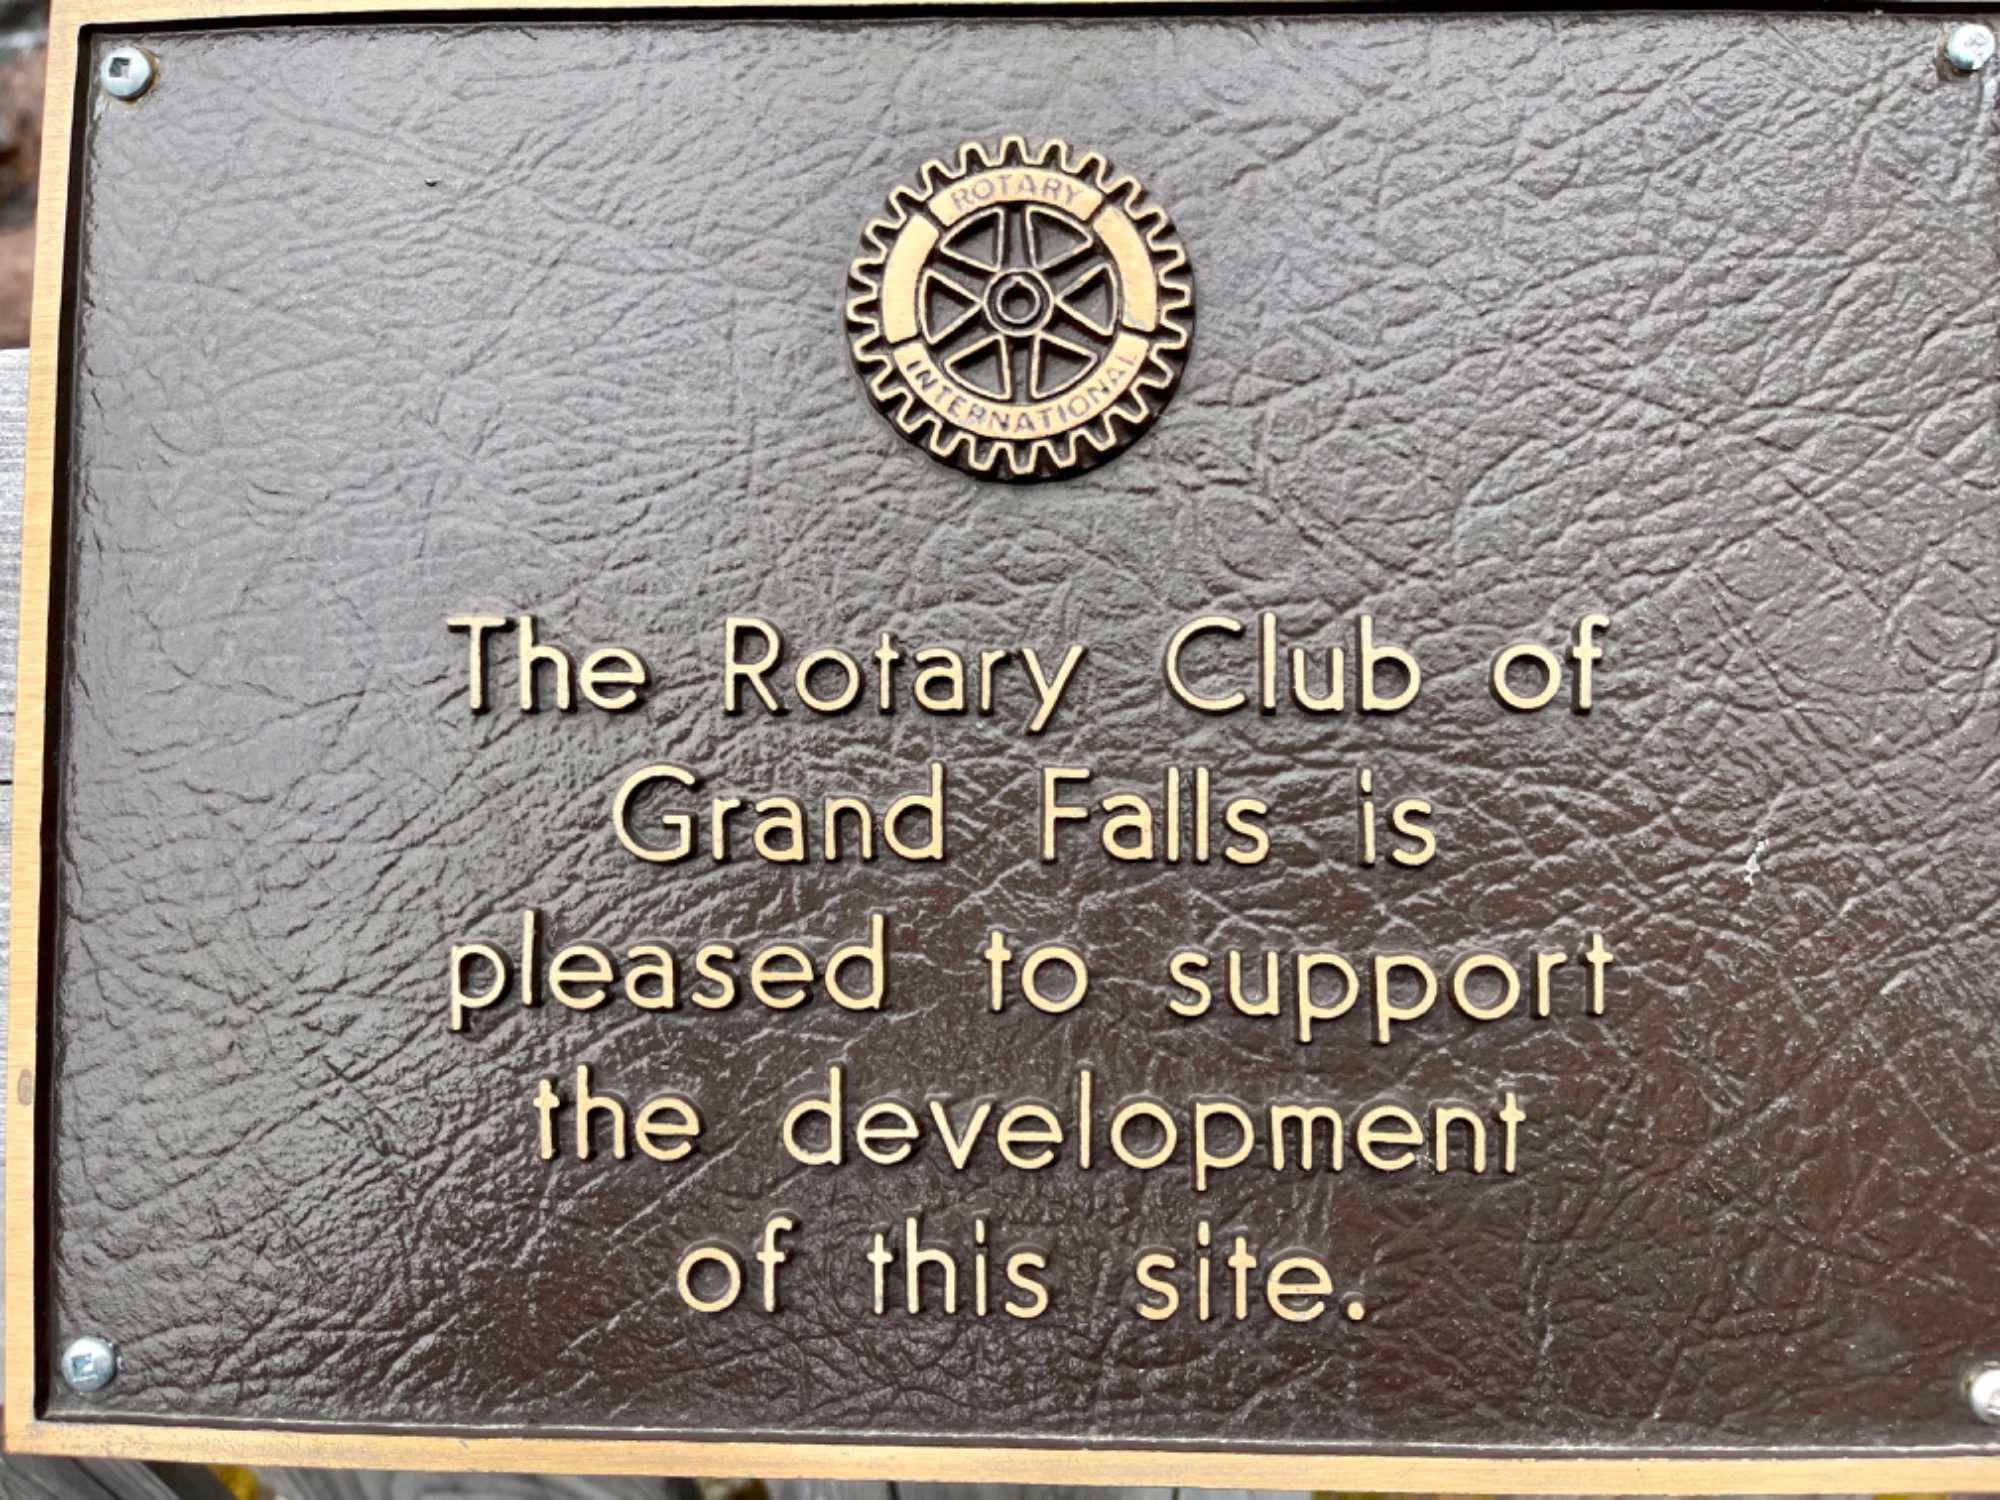 ROTARY
INTERNATIONAL
The Rotary Club of
Grand Falls is
pleased to support
the development
of this site.